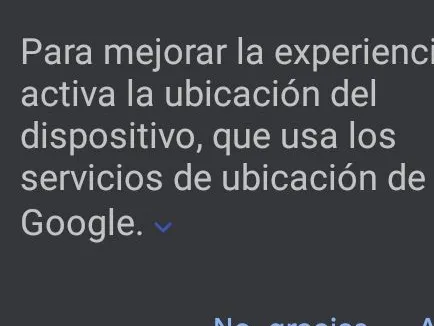 Para mejorar la experienci
activa la ubicación del
dispositivo, que usa los
servicios de ubicación de
Google.
No, gracias A